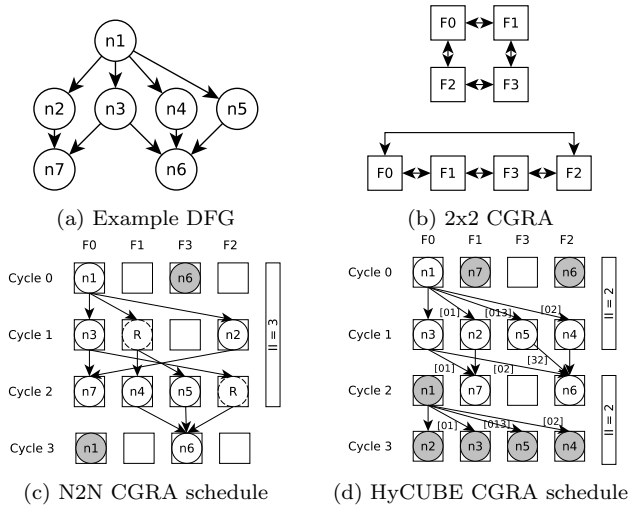 n1
n2 n3 n4 n5
n7 n6
(a) Example DFG
F0 F1
F2 F3
F0 F1 F3 F2
(b) 2x2 CGRA
F0 F1 F3 F2
Cycle 0 n1 n6
Cycle 1 n3 R n2
Cycle 2 n7 n4 n5 R
Cycle 3 n1 n6
II = 3
(c) N2N CGRA schedule
F0 F1 F3 F2
Cycle 0 n1 n7 n6
[01] [013] [02]
Cycle 1 n3 n2 n5 n4
[32]
[01] [02]
Cycle 2 n1 n7 n6
[01] [013] [02]
Cycle 3 n2 n3 n5 n4
II = 2
II = 2
(d) HyCUBE CGRA schedule